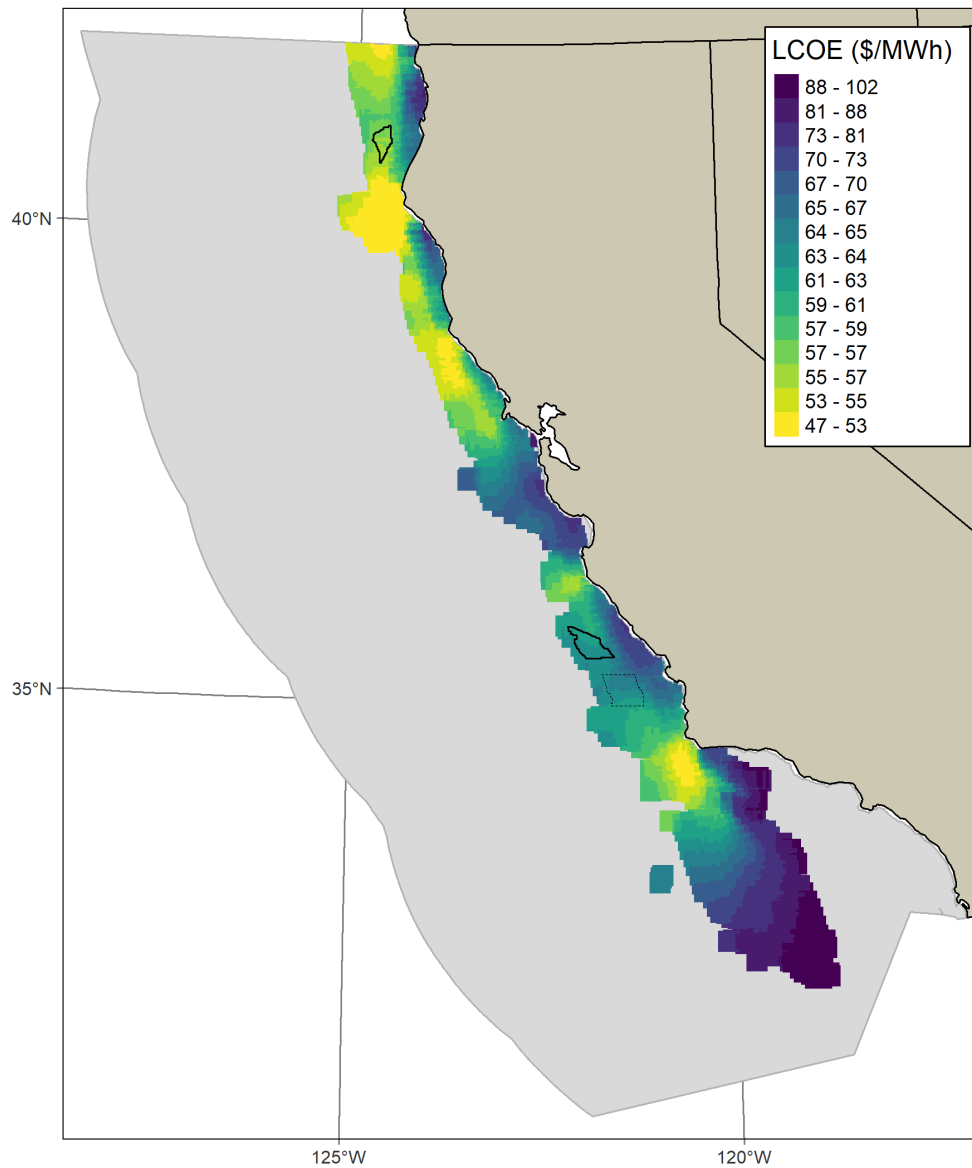 LCOE ($/MWh)
88 - 102
81 - 88
73 - 81
70 - 73
67 - 70
65 - 67
64 - 65
63 - 64
61 - 63
59 - 61
57 - 59
57 - 57
55 - 57
53 - 55
47 - 53
40°N
35°N
125°W
120°W